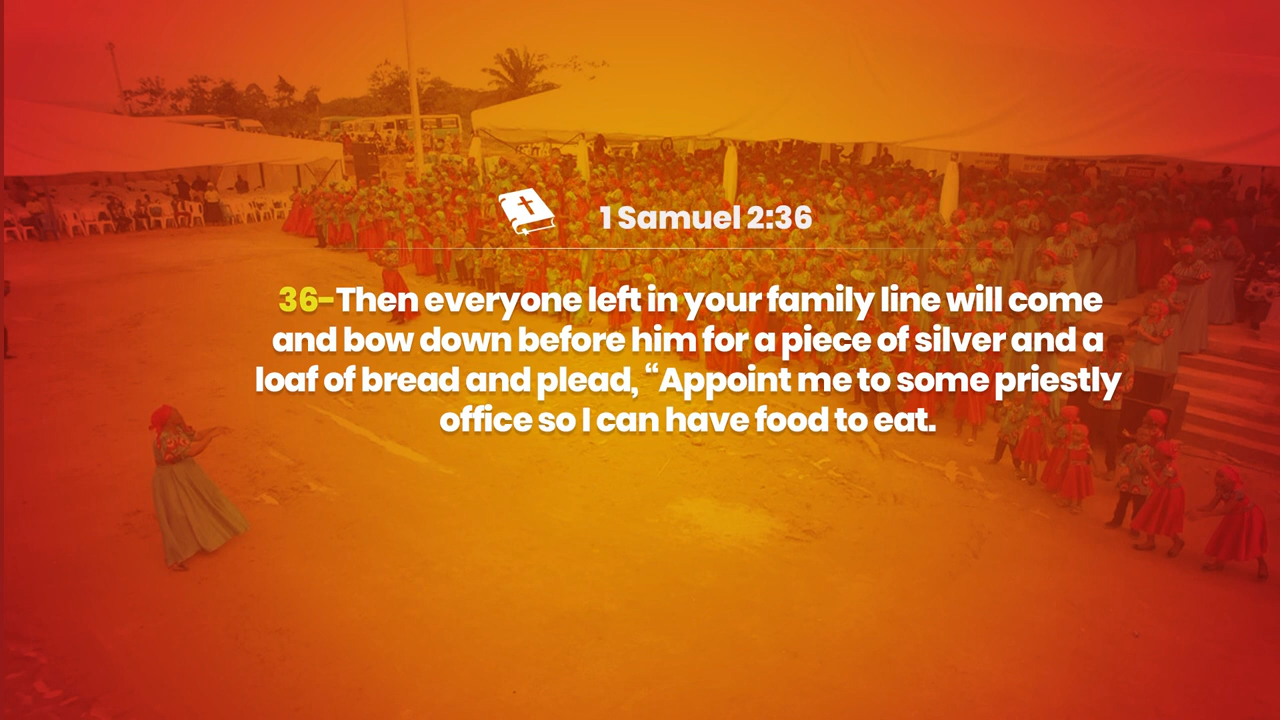 1 Samuel 2:36
36-Then everyone left in your family line will come
and bow down before him for a piece of silver and a
loaf of bread and plead, “Appoint me to some priestly
office so I can have food to eat.